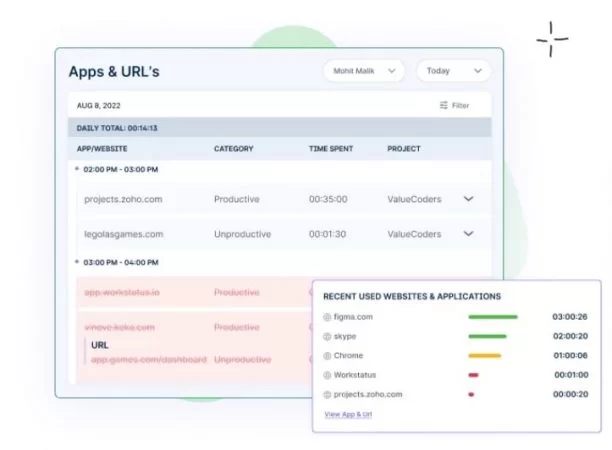 Apps & URL's
Mohit Malik
Today
AUG 8, 2022
Filter
DAILY TOTAL: 00:14:13
APP/WEBSITE CATEGORY TIME SPENT PROJECT
02:00 PM - 03:00 PM
projects.zoho.com Productive 00:35:00 ValueCoders
legolasgames.com Unproductive 00:01:30 ValueCoders
03:00 PM - 04:00 PM
app.workstatus.io Productive
vinove.keka.com Productive
URL
app.games.com/dashboard Unproductive
RECENT USED WEBSITES & APPLICATIONS
figma.com 03:00:26
skype 02:00:20
Chrome 01:00:06
Workstatus 00:01:00
projects.zoho.com 00:00:20
View App & Url